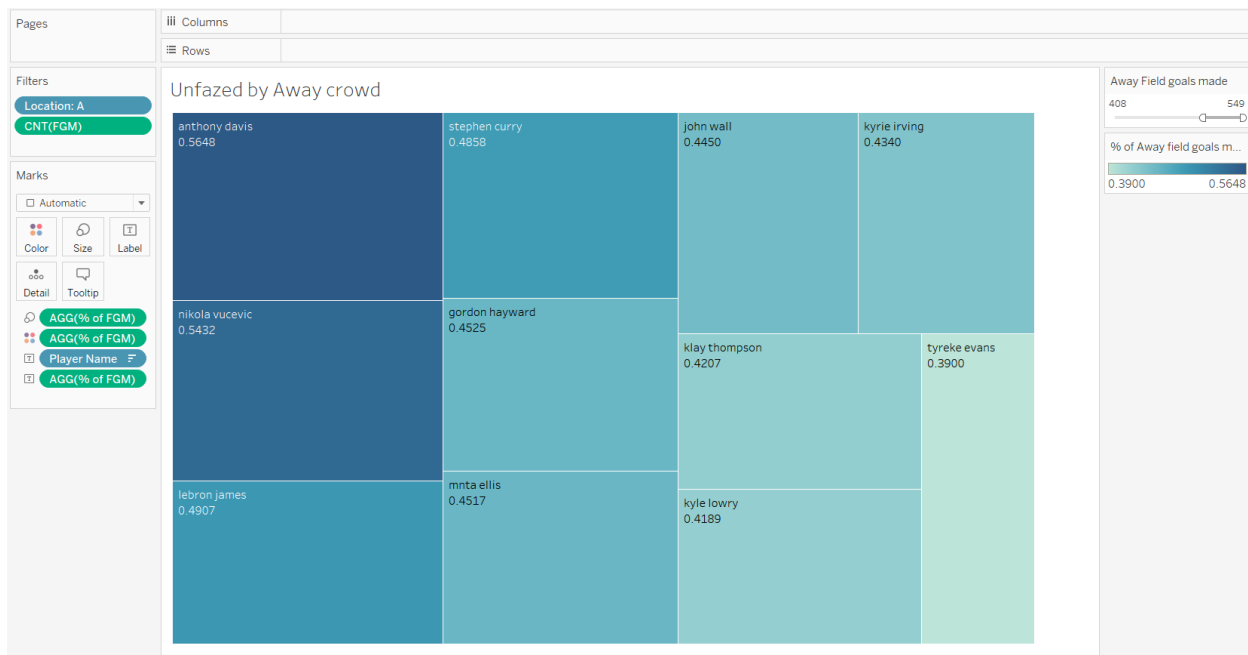 Pages
Columns
Rows
Filters
Location: A
CNT(FGM)
Marks
Automatic
Color
Size
Label
Detail
Tooltip
AGG(% of FGM)
AGG(% of FGM)
Player Name
AGG(% of FGM)
Unfazed by Away crowd
anthony davis
0.5648
nikola vucevic
0.5432
lebron james
0.4907
stephen curry
0.4858
gordon hayward
0.4525
mnta ellis
0.4517
john wall
0.4450
kyrie irving
0.4340
klay thompson
0.4207
kyle lowry
0.4189
tyreke evans
0.3900
Away Field goals made
408 549
% of Away field goals m...
0.3900 0.5648